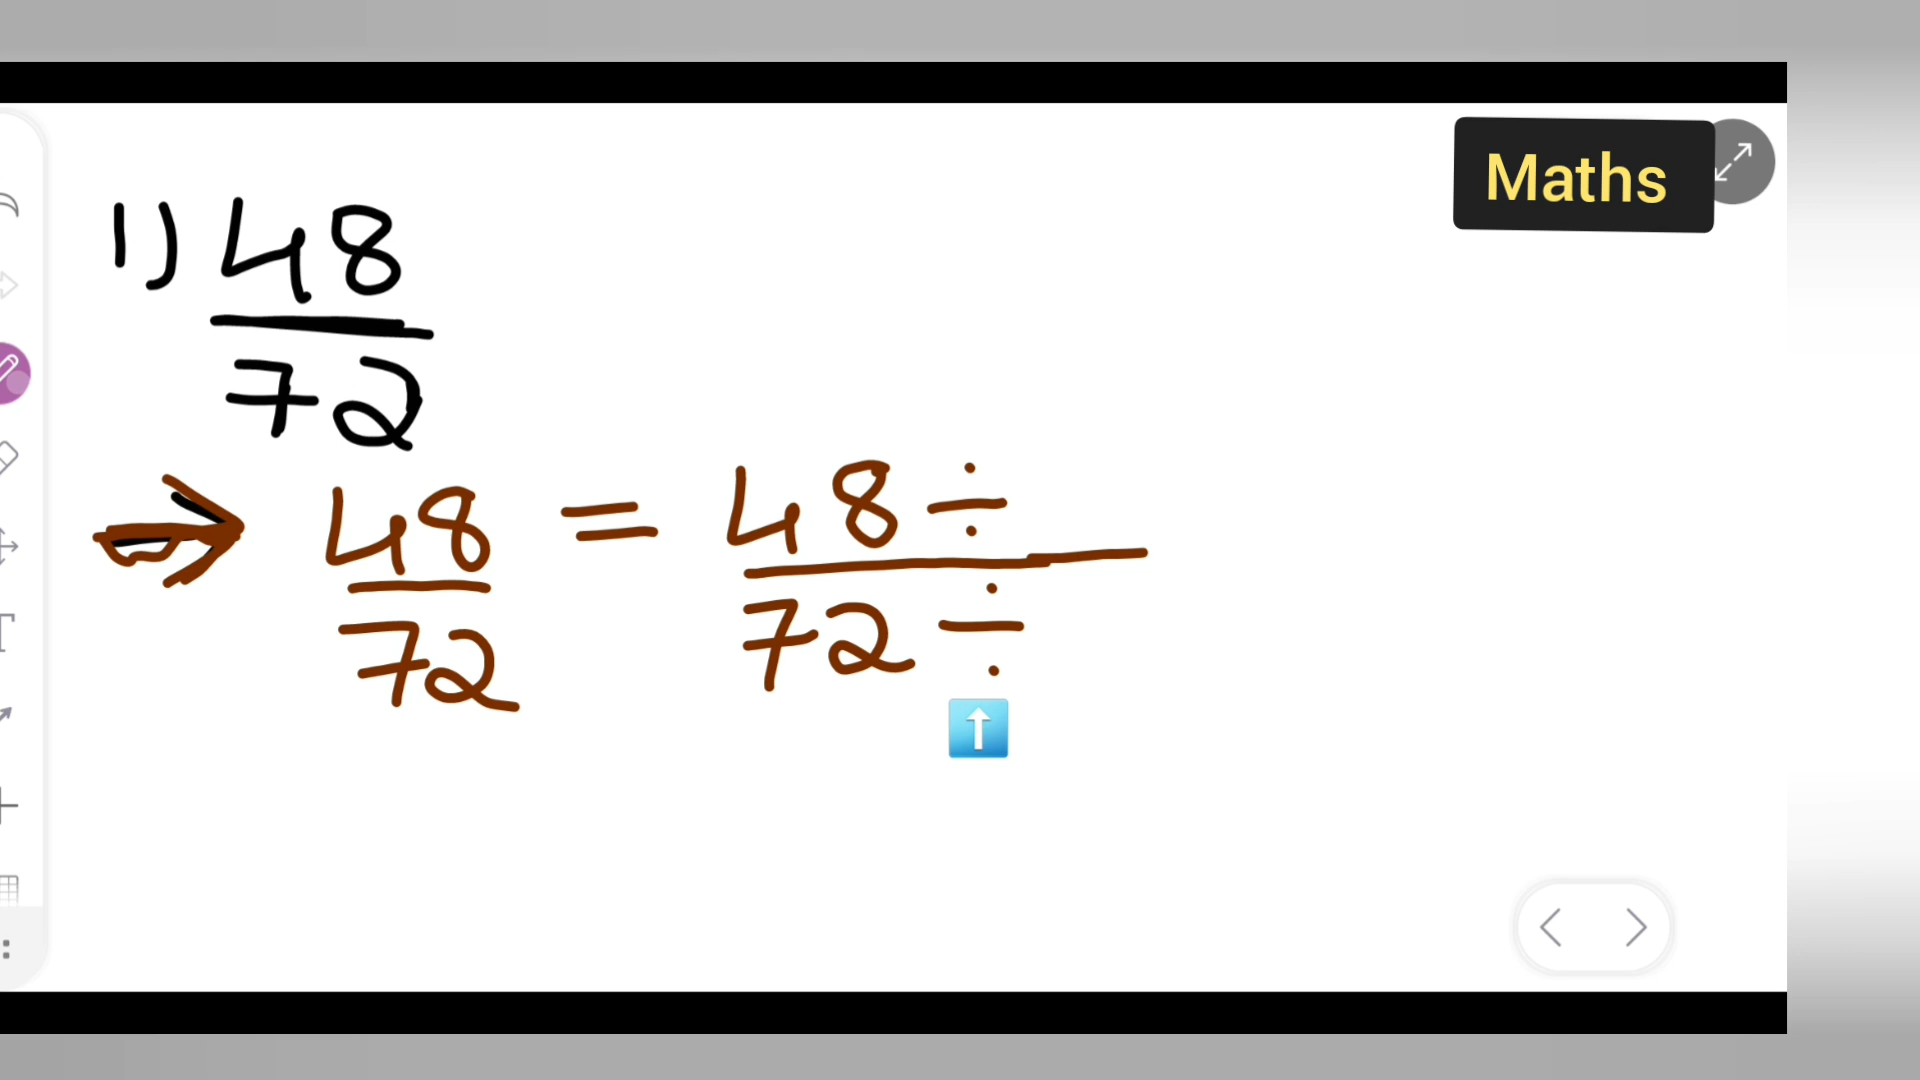 Maths
1) 48
72
48 = 48 ÷
72 72 ÷